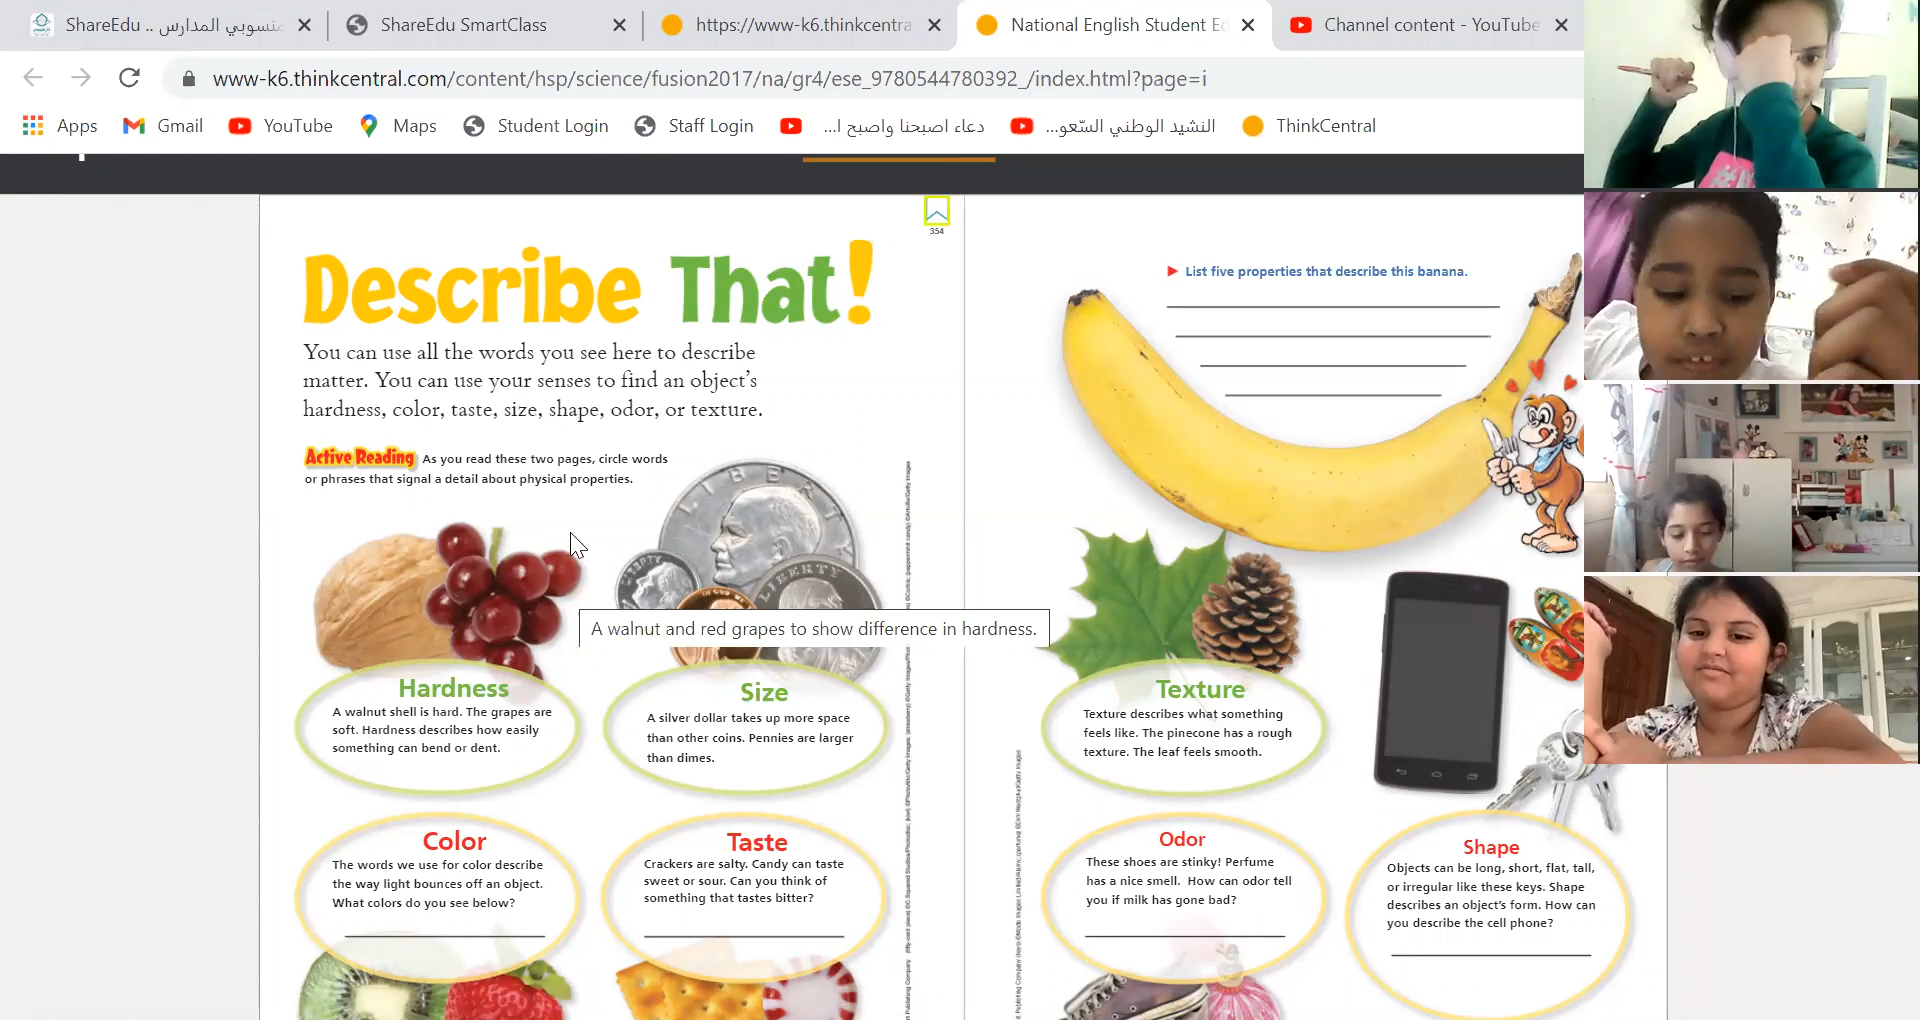 ShareEdu .. منسوبي المدارس
ShareEdu SmartClass
https://www-k6.thinkcentra
National English Student Ed
Channel content - YouTube
www-k6.thinkcentral.com/content/hsp/science/fusion2017/na/gr4/ese_9780544780392_/index.html?page=i
Apps
Gmail
YouTube
Maps
Student Login
Staff Login
دعاء اصبحنا واصبح ا...
النشيد الوطني السّعو...
ThinkCentral
354
Describe That!
You can use all the words you see here to describe
matter. You can use your senses to find an object's
hardness, color, taste, size, shape, odor, or texture.
Active Reading As you read these two pages, circle words
or phrases that signal a detail about physical properties.
LIBERTY
LIBERTY
A walnut and red grapes to show difference in hardness.
Hardness
A walnut shell is hard. The grapes are
soft. Hardness describes how easily
something can bend or dent.
Size
A silver dollar takes up more space
than other coins. Pennies are larger
than dimes.
Color
The words we use for color describe
the way light bounces off an object.
What colors do you see below?
Taste
Crackers are salty. Candy can taste
sweet or sour. Can you think of
something that tastes bitter?
List five properties that describe this banana.
Texture
Texture describes what something
feels like. The pinecone has a rough
texture. The leaf feels smooth.
Odor
These shoes are stinky! Perfume
has a nice smell. How can odor tell
you if milk has gone bad?
Shape
Objects can be long, short, flat, tall,
or irregular like these keys. Shape
describes an object's form. How can
you describe the cell phone?